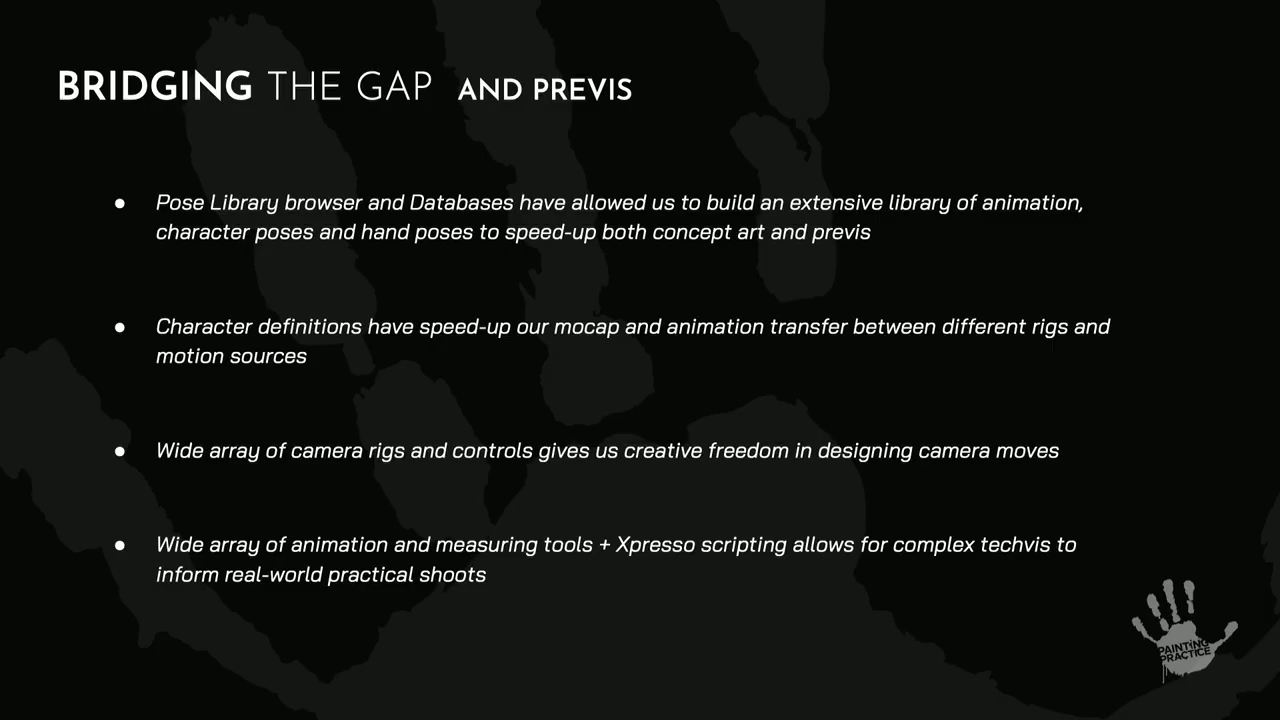 BRIDGING THE GAP AND PREVIS
● Pose Library browser and Databases have allowed us to build an extensive library of animation,
character poses and hand poses to speed-up both concept art and previs
● Character definitions have speed-up our mocap and animation transfer between different rigs and
motion sources
● Wide array of camera rigs and controls gives us creative freedom in designing camera moves
● Wide array of animation and measuring tools + Xpresso scripting allows for complex techvis to
inform real-world practical shoots
PAINTING
PRACTICE